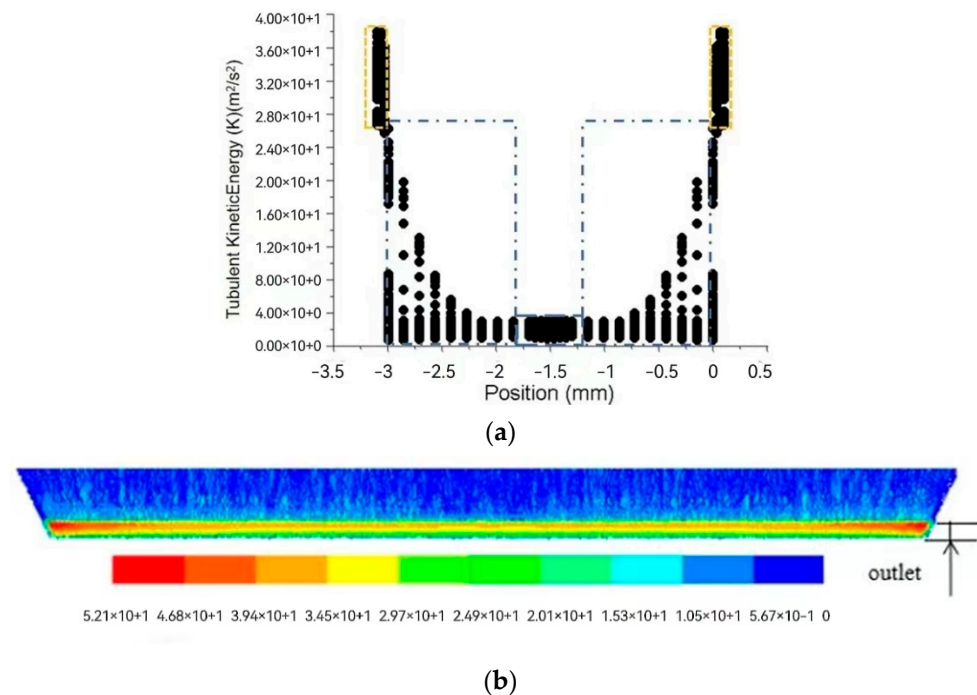 4.00×10+1
3.60×10+1
3.20×10+1
2.80×10+1
2.40×10+1
2.00×10+1
1.60×10+1
1.20×10+1
8.00×10+0
4.00×10+0
0.00×10+0
Tubulent KineticEnergy (K)(m²/s²)
−3.5 −3 −2.5 −2 −1.5 −1 −0.5 0 0.5
Position (mm)
(a)
outlet
5.21×10+1 4.68×10+1 3.94×10+1 3.45×10+1 2.97×10+1 2.49×10+1 2.01×10+1 1.53×10+1 1.05×10+1 5.67×10−1 0
(b)